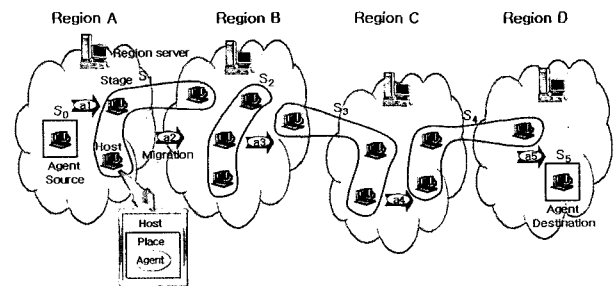 Region A Region B Region C Region D
Region server
Stage
S1
S2
S3
S4
S0
a1
a2
a3
a4
a5
S5
Host
Migration
Agent
Source
Agent
Destination
Host
Place
Agent